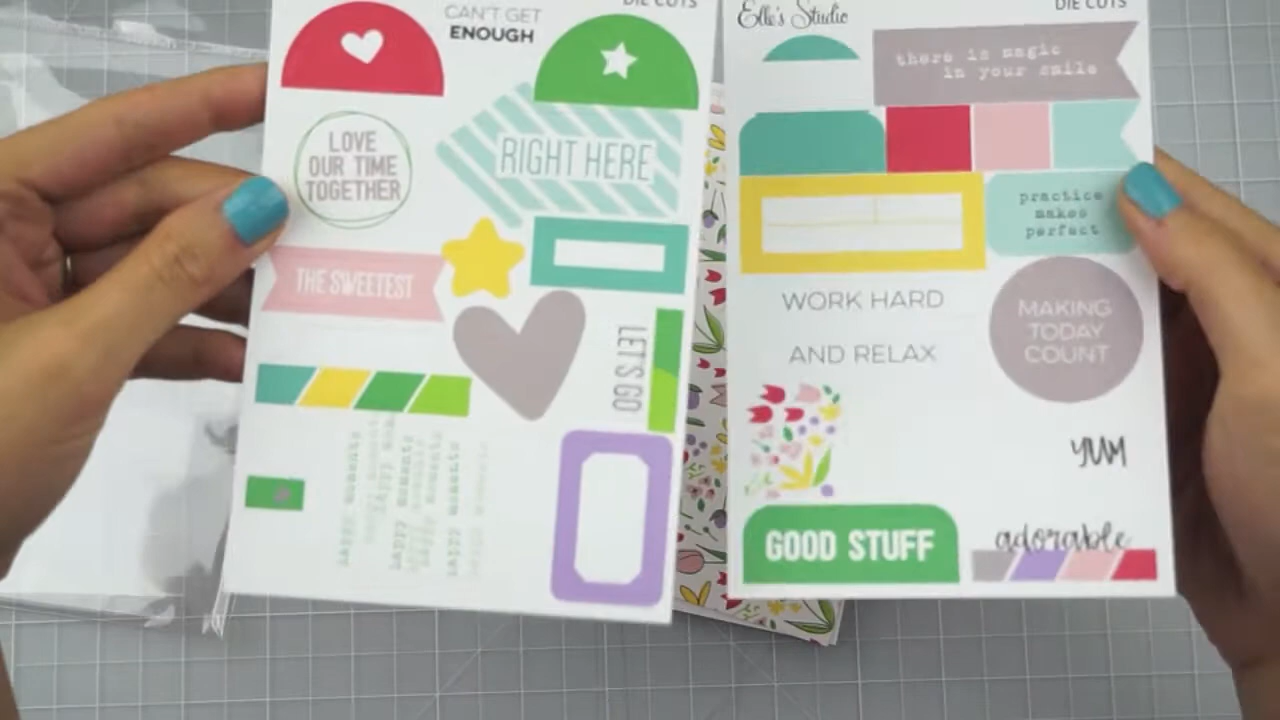 DIE CUTS
CAN'T GET
ENOUGH
LOVE
OUR TIME
TOGETHER
RIGHT HERE
THE SWEETEST
LET'S GO
Elle's Studio
DIE CUTS
there is magic
in your smile
practice
makes
perfect
WORK HARD
AND RELAX
MAKING
TODAY
COUNT
YUM
GOOD STUFF
adorable